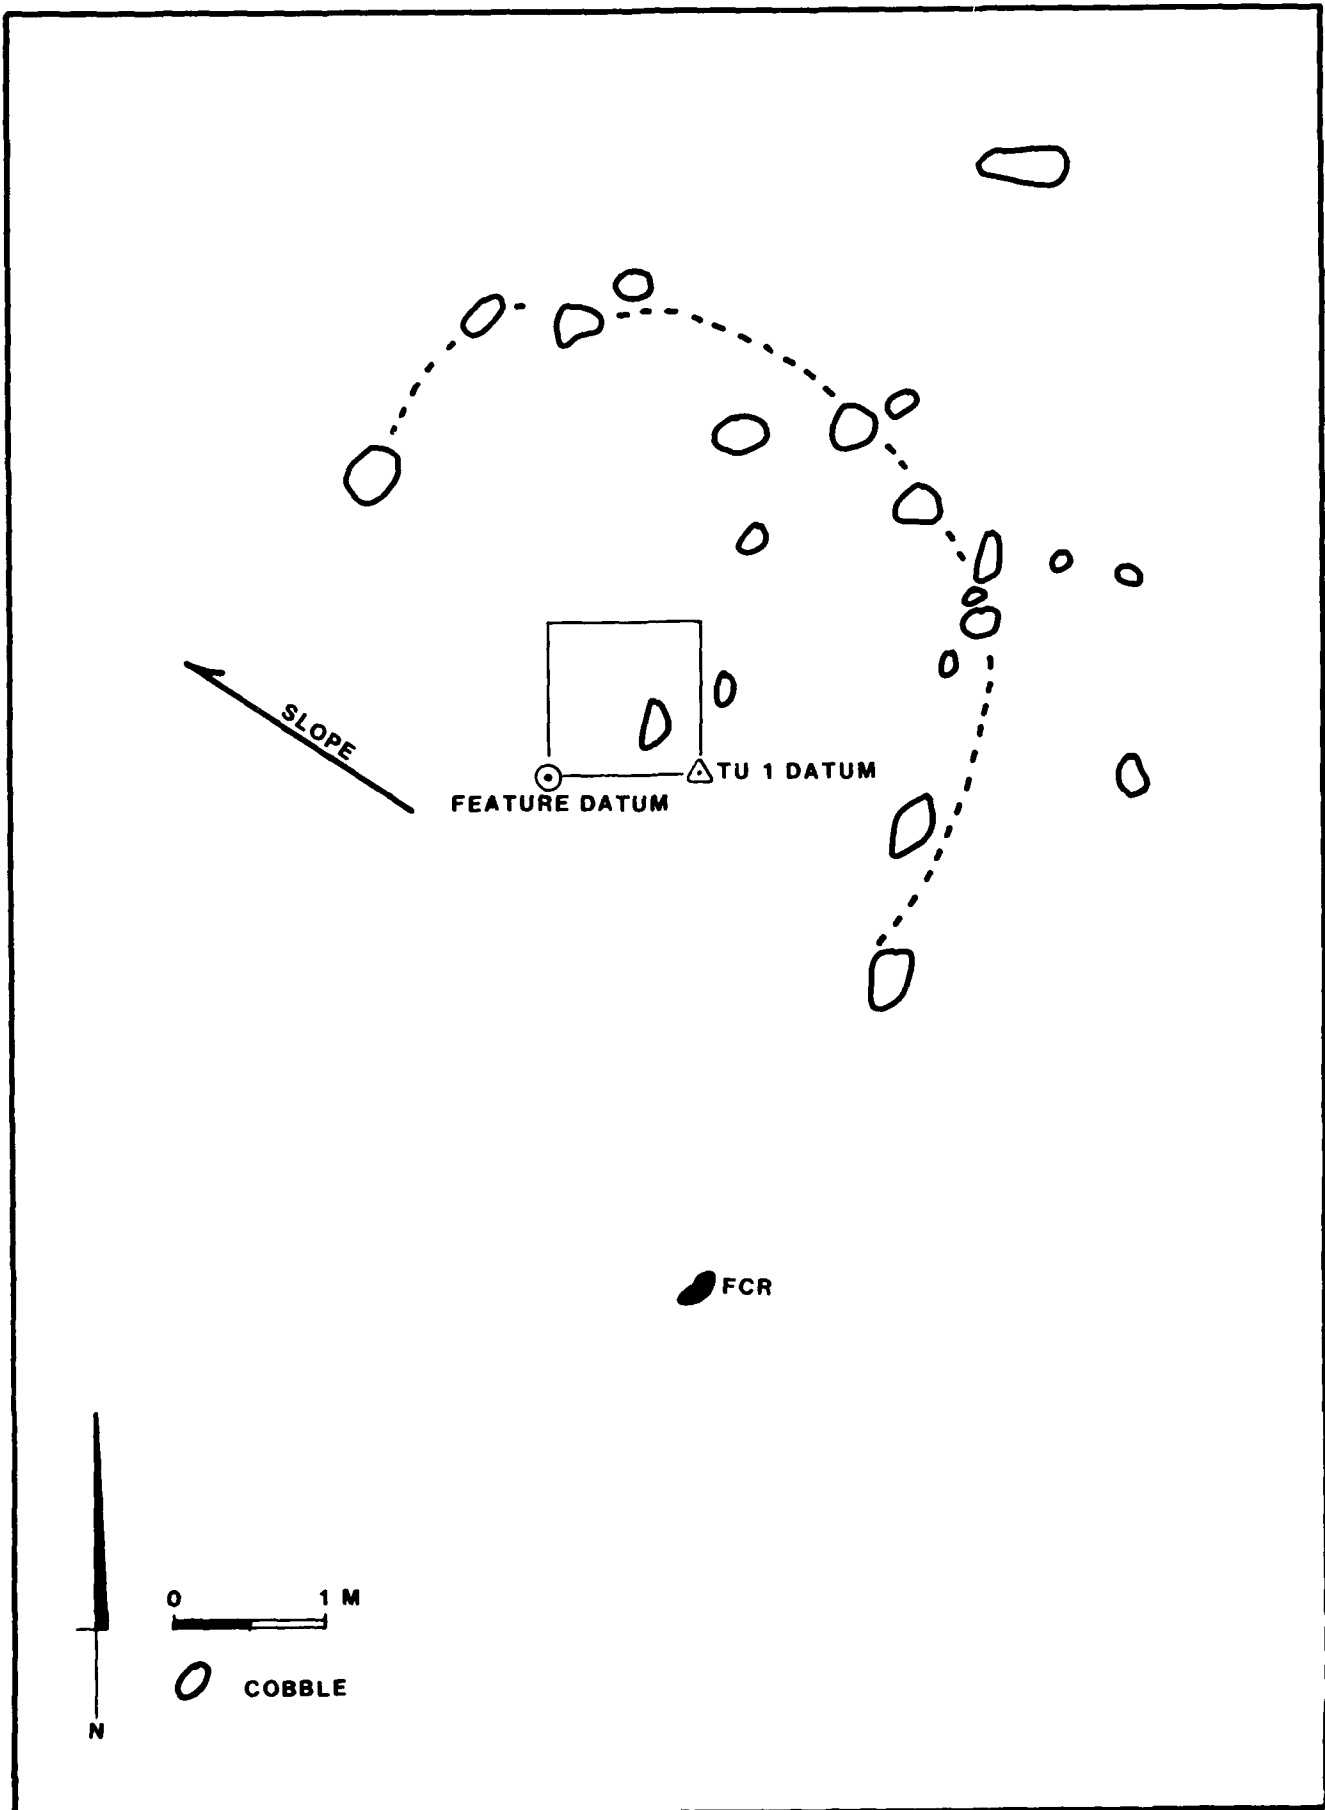 SLOPE
TU 1 DATUM
FEATURE DATUM
FCR
0 1 M
COBBLE
N